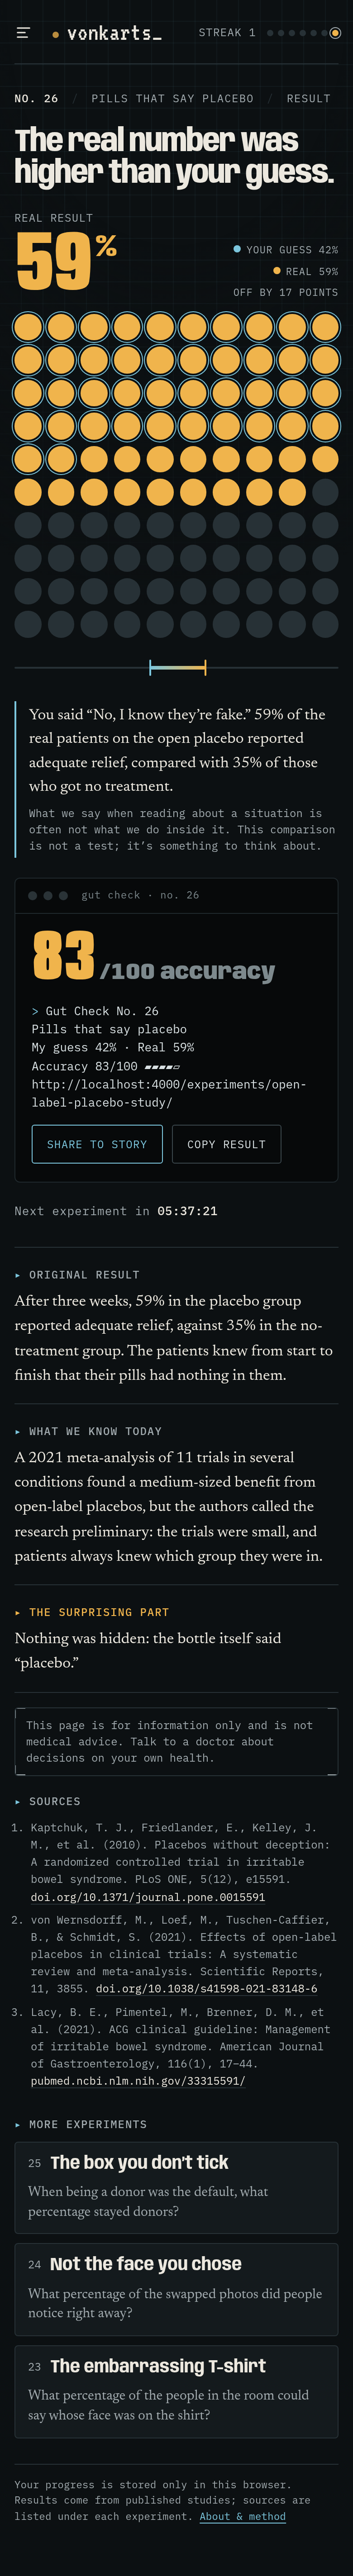 vonkarts_
STREAK 1
NO. 26 / PILLS THAT SAY PLACEBO / RESULT
The real number was
higher than your guess.
REAL RESULT
59%
YOUR GUESS 42%
REAL 59%
OFF BY 17 POINTS
You said “No, I know they’re fake.” 59% of the
real patients on the open placebo reported
adequate relief, compared with 35% of those
who got no treatment.
What we say when reading about a situation is
often not what we do inside it. This comparison
is not a test; it’s something to think about.
gut check · no. 26
83/100 accuracy
> Gut Check No. 26
Pills that say placebo
My guess 42% · Real 59%
Accuracy 83/100 ▰▰▰▰▱
http://localhost:4000/experiments/open-
label-placebo-study/
SHARE TO STORY
COPY RESULT
Next experiment in 05:37:21
▸ ORIGINAL RESULT
After three weeks, 59% in the placebo group
reported adequate relief, against 35% in the no-
treatment group. The patients knew from start to
finish that their pills had nothing in them.
▸ WHAT WE KNOW TODAY
A 2021 meta-analysis of 11 trials in several
conditions found a medium-sized benefit from
open-label placebos, but the authors called the
research preliminary: the trials were small, and
patients always knew which group they were in.
▸ THE SURPRISING PART
Nothing was hidden: the bottle itself said
“placebo.”
This page is for information only and is not
medical advice. Talk to a doctor about
decisions on your own health.
▸ SOURCES
1. Kaptchuk, T. J., Friedlander, E., Kelley, J.
M., et al. (2010). Placebos without deception:
A randomized controlled trial in irritable
bowel syndrome. PLoS ONE, 5(12), e15591.
doi.org/10.1371/journal.pone.0015591
2. von Wernsdorff, M., Loef, M., Tuschen-Caffier,
B., & Schmidt, S. (2021). Effects of open-label
placebos in clinical trials: A systematic
review and meta-analysis. Scientific Reports,
11, 3855. doi.org/10.1038/s41598-021-83148-6
3. Lacy, B. E., Pimentel, M., Brenner, D. M., et
al. (2021). ACG clinical guideline: Management
of irritable bowel syndrome. American Journal
of Gastroenterology, 116(1), 17–44.
pubmed.ncbi.nlm.nih.gov/33315591/
▸ MORE EXPERIMENTS
25 The box you don’t tick
When being a donor was the default, what
percentage stayed donors?
24 Not the face you chose
What percentage of the swapped photos did people
notice right away?
23 The embarrassing T-shirt
What percentage of the people in the room could
say whose face was on the shirt?
Your progress is stored only in this browser.
Results come from published studies; sources are
listed under each experiment. About & method